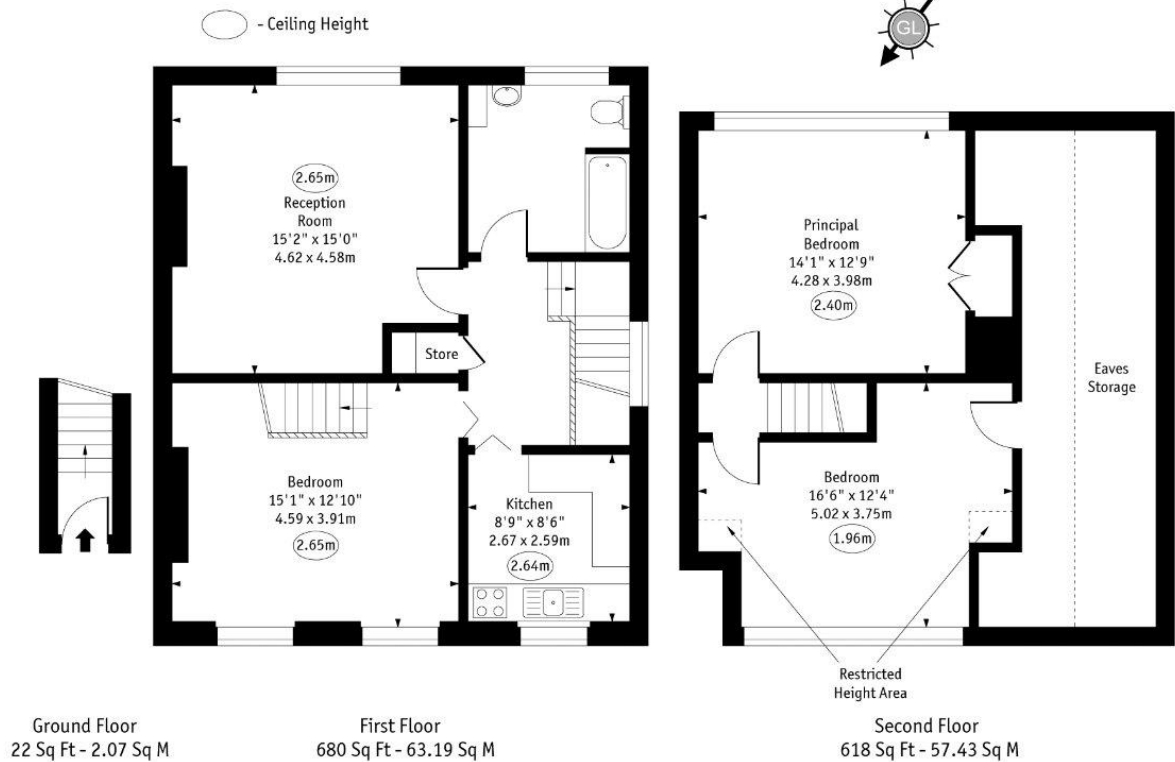 - Ceiling Height
GL
2.65m
Reception
Room
15'2" x 15'0"
4.62 x 4.58m
Store
Bedroom
15'1" x 12'10"
4.59 x 3.91m
2.65m
Kitchen
8'9" x 8'6"
2.67 x 2.59m
2.64m
Principal
Bedroom
14'1" x 12'9"
4.28 x 3.98m
2.40m
Eaves
Storage
Bedroom
16'6" x 12'4"
5.02 x 3.75m
1.96m
Restricted
Height Area
Ground Floor
22 Sq Ft - 2.07 Sq M
First Floor
680 Sq Ft - 63.19 Sq M
Second Floor
618 Sq Ft - 57.43 Sq M